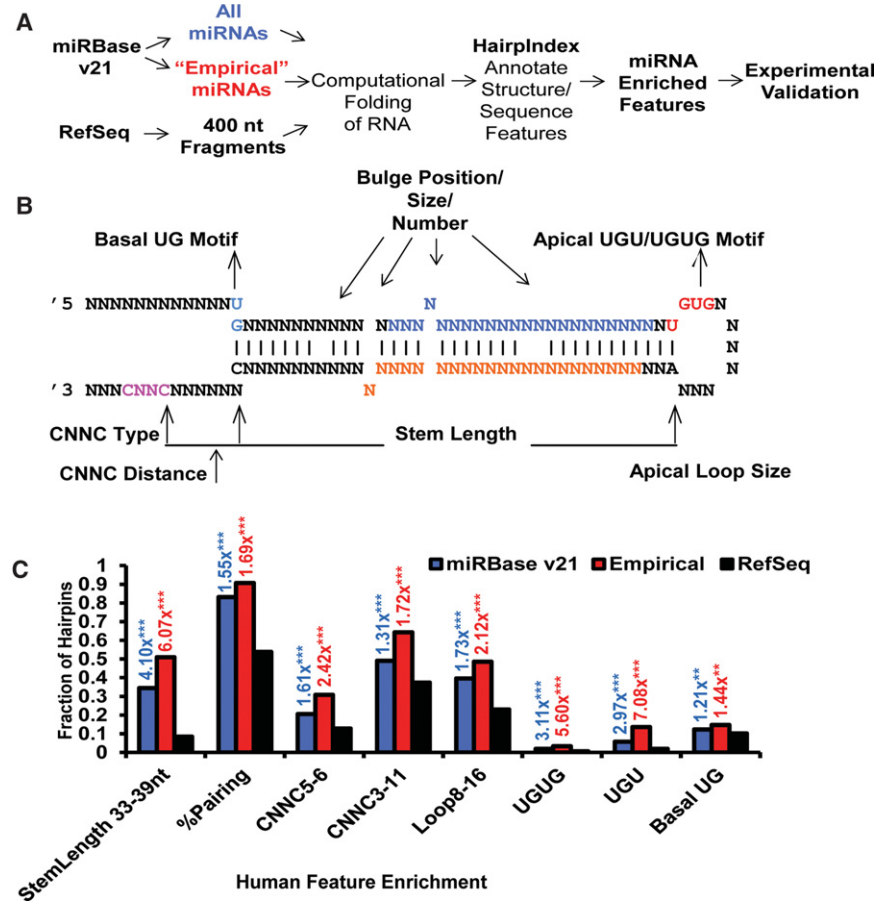 A
miRBase
v21
All
miRNAs
“Empirical”
miRNAs
RefSeq
400 nt
Fragments
Computational
Folding
of RNA
HairpIndex
Annotate
Structure/
Sequence
Features
miRNA
Enriched
Features
Experimental
Validation
B
Bulge Position/
Size/
Number
Basal UG Motif
Apical UGU/UGUG Motif
′5 NNNNNNNNNNNNU N GUGN
GNNNNNNNNNN NNNN NNNNNNNNNNNNNNNNNNNU N
N
CNNNNNNNNNN NNNN NNNNNNNNNNNNNNNNNNNA N
′3 NNNCNNCNNNNNN N NNN
CNNC Type
Stem Length
CNNC Distance
Apical Loop Size
C
miRBase v21 Empirical RefSeq
Fraction of Hairpins
1
0.9
0.8
0.7
0.6
0.5
0.4
0.3
0.2
0.1
0
4.10x***
6.07x***
1.55x***
1.69x***
1.61x***
2.42x***
1.31x***
1.72x***
1.73x***
2.12x***
3.11x***
5.60x***
2.97x***
7.08x***
1.21x**
1.44x**
StemLength 33-39nt
%Pairing
CNNC5-6
CNNC3-11
Loop8-16
UGUG
UGU
Basal UG
Human Feature Enrichment